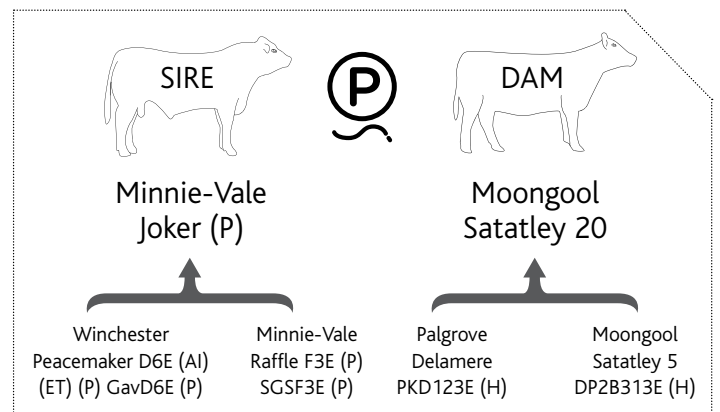 SIRE
P
DAM
Minnie-Vale
Joker (P)
Moongool
Satatley 20
Winchester
Peacemaker D6E (AI)
(ET) (P) GavD6E (P)
Minnie-Vale
Raffle F3E (P)
SGSF3E (P)
Palgrove
Delamere
PKD123E (H)
Moongool
Satatley 5
DP2B313E (H)